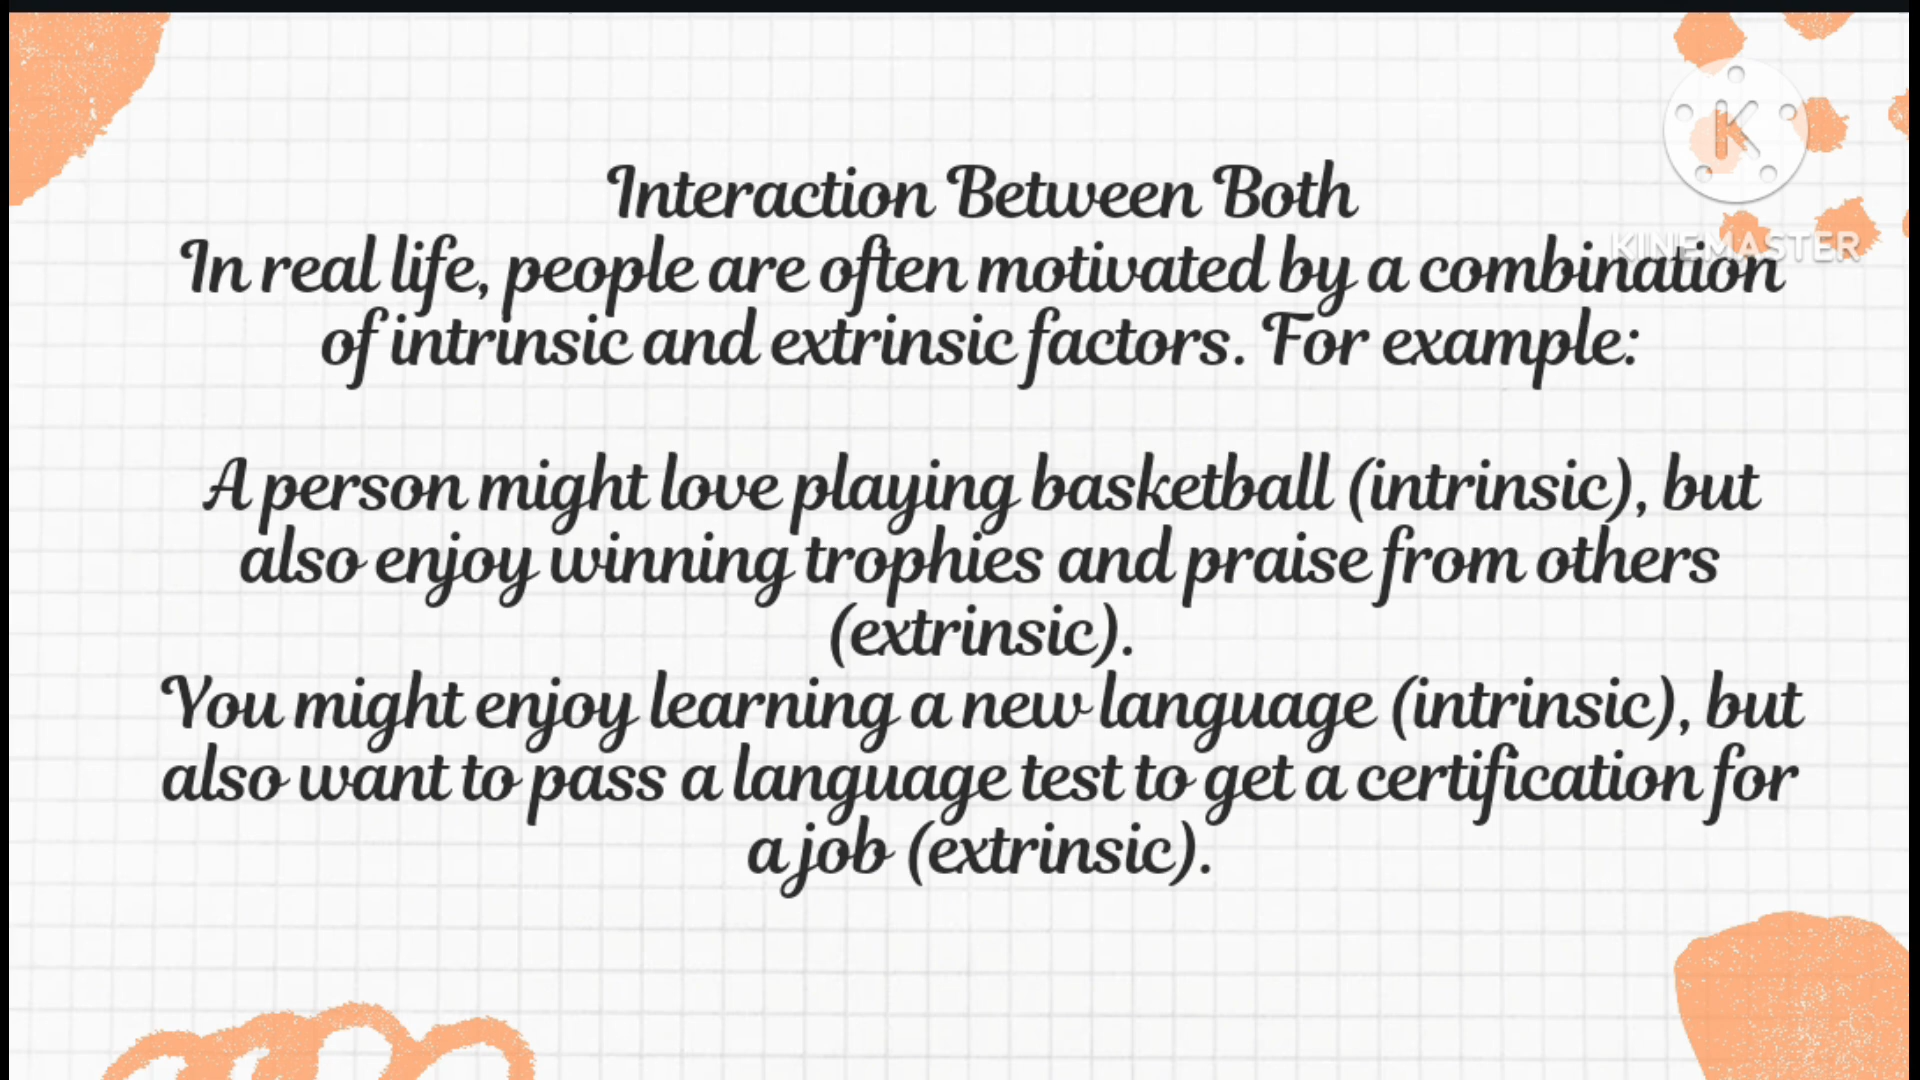 Interaction Between Both
In real life, people are often motivated by a combination
of intrinsic and extrinsic factors. For example:
A person might love playing basketball (intrinsic), but
also enjoy winning trophies and praise from others
(extrinsic).
You might enjoy learning a new language (intrinsic), but
also want to pass a language test to get a certification for
a job (extrinsic).
K
KINEMASTER